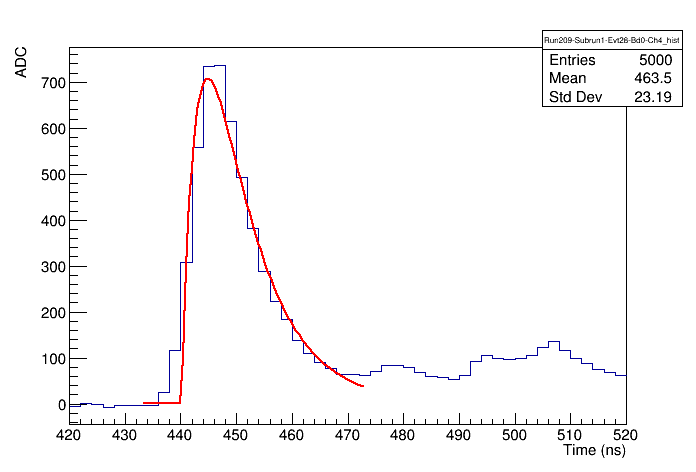 Run209-Subrun1-Evt26-Bd0-Ch4_hist
Entries 5000
Mean 463.5
Std Dev 23.19
ADC
700
600
500
400
300
200
100
0
420 430 440 450 460 470 480 490 500 510 520
Time (ns)